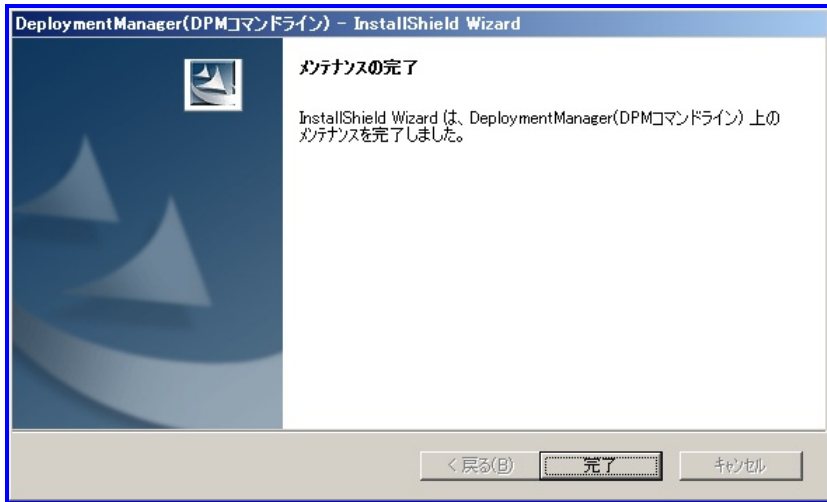 DeploymentManager(DPMコマンドライン) - InstallShield Wizard
メンテナンスの完了
InstallShield Wizard は、DeploymentManager(DPMコマンドライン) 上の
メンテナンスを完了しました。
< 戻る(B)
完了
キャンセル